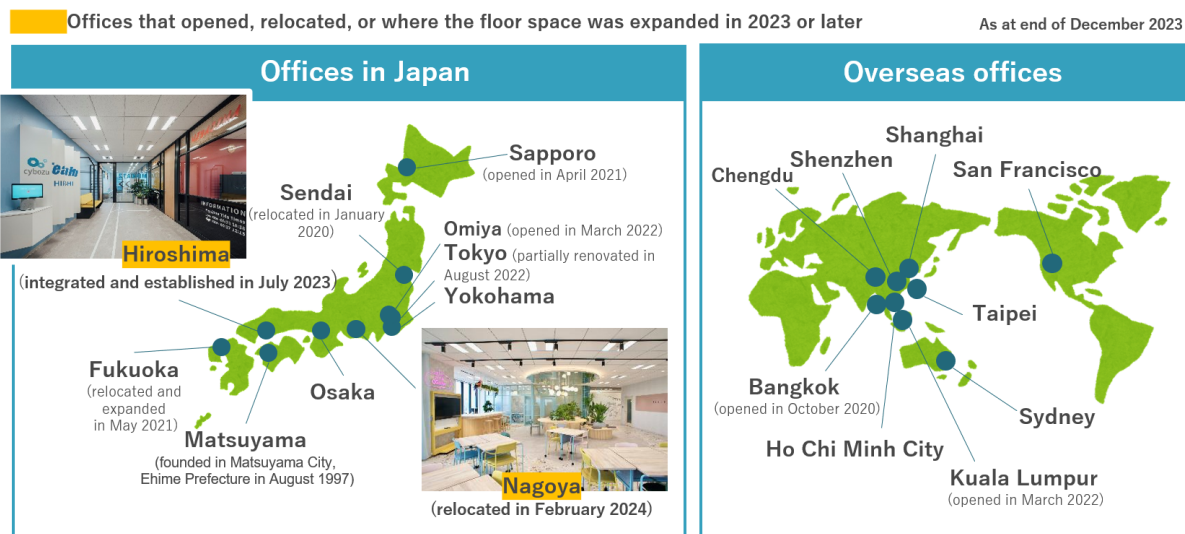 Offices that opened, relocated, or where the floor space was expanded in 2023 or later
As at end of December 2023
Offices in Japan
Overseas offices
cybozu
INFORMATION
Hiroshima
(integrated and established in July 2023)
Sapporo
(opened in April 2021)
Sendai
(relocated in January
2020)
Omiya (opened in March 2022)
Tokyo (partially renovated in
August 2022)
Yokohama
Fukuoka
(relocated and
expanded
in May 2021)
Osaka
Matsuyama
(founded in Matsuyama City,
Ehime Prefecture in August 1997)
Nagoya
(relocated in February 2024)
Shanghai
Shenzhen
Chengdu
San Francisco
Taipei
Bangkok
(opened in October 2020)
Sydney
Ho Chi Minh City
Kuala Lumpur
(opened in March 2022)